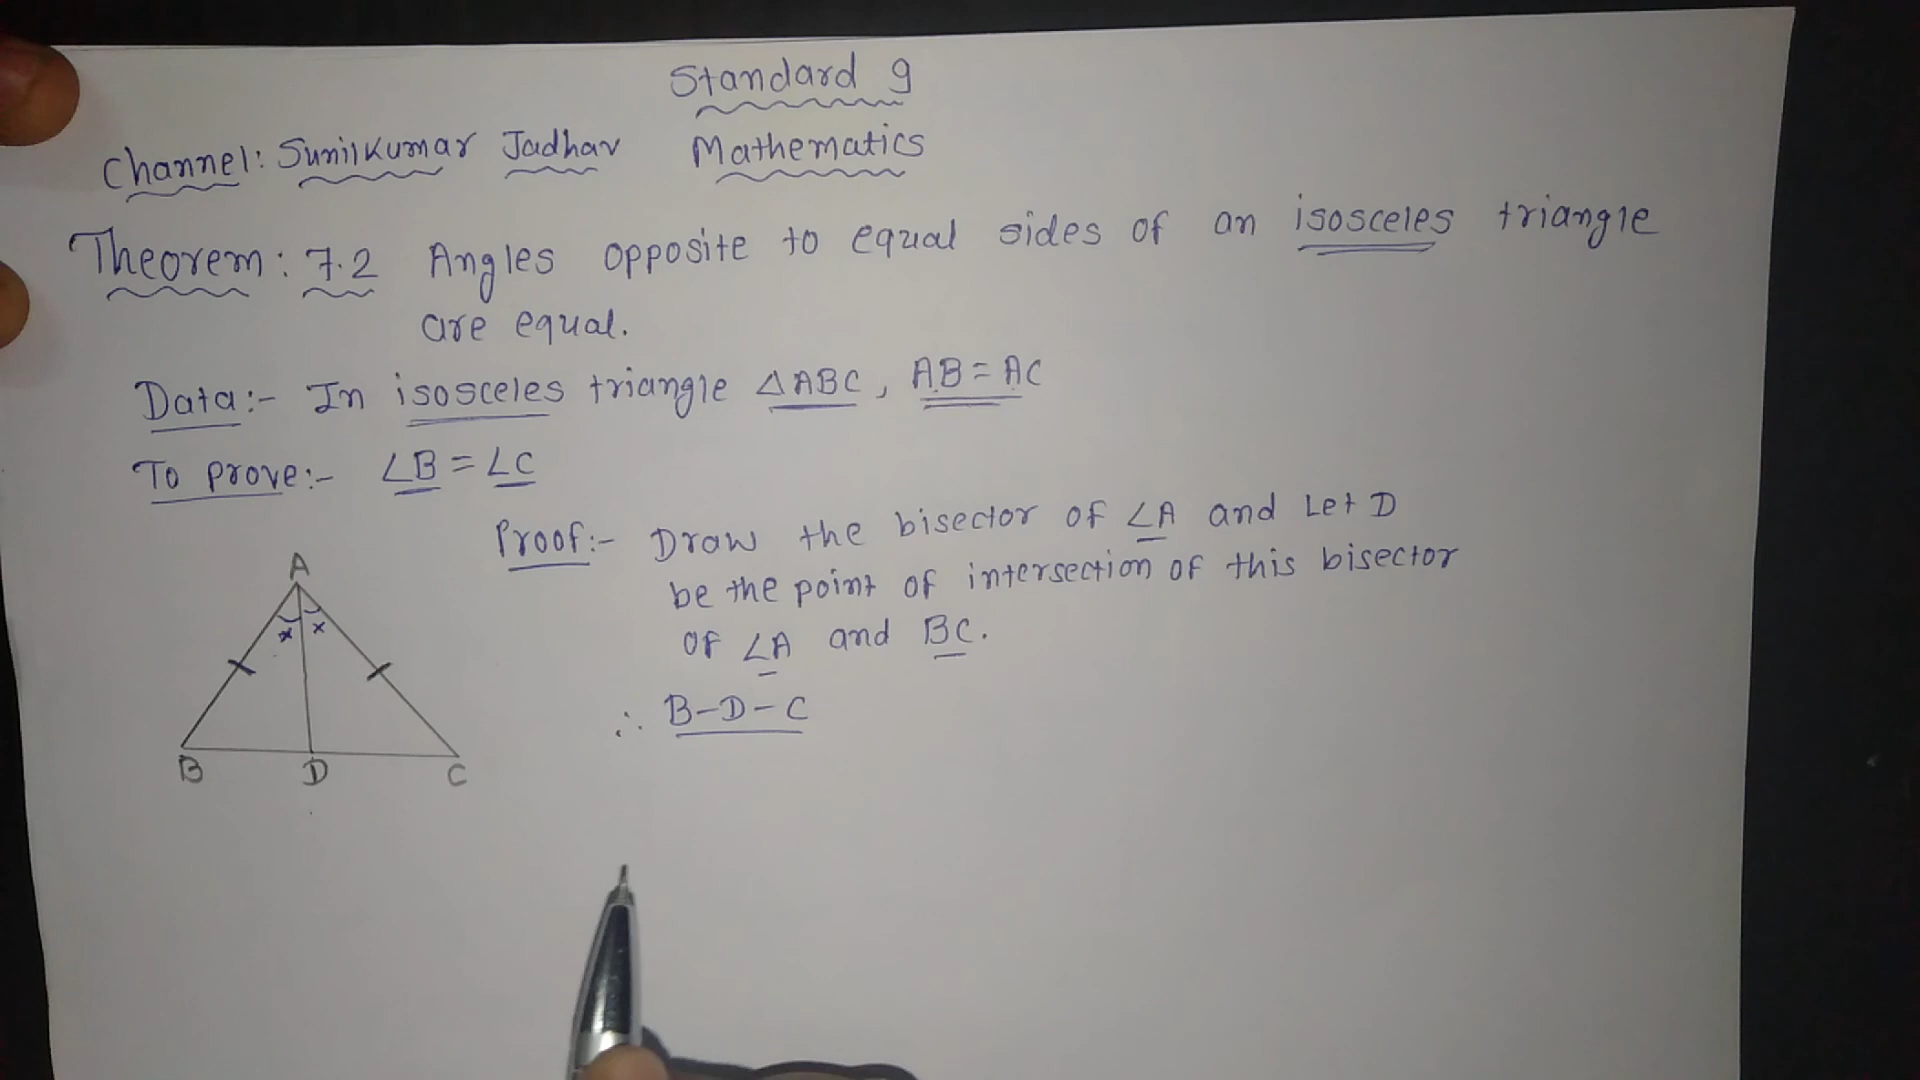 Standard 9
Channel: Sunilkumar Jadhav Mathematics
Theorem: 7.2 Angles opposite to equal sides of an isosceles triangle
are equal.
Data:- In isosceles triangle △ABC, AB = AC
To prove:- ∠B = ∠C
Proof:- Draw the bisector of ∠A and Let D
be the point of intersection of this bisector
of ∠A and BC.
∴ B-D-C
A
x x
B D C